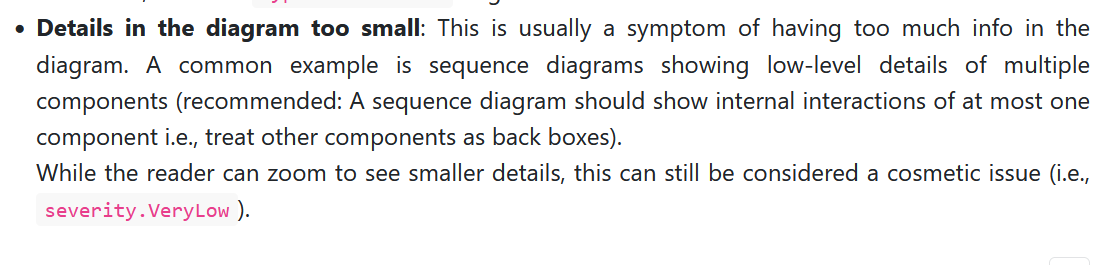 Details in the diagram too small: This is usually a symptom of having too much info in the
diagram. A common example is sequence diagrams showing low-level details of multiple
components (recommended: A sequence diagram should show internal interactions of at most one
component i.e., treat other components as back boxes).
While the reader can zoom to see smaller details, this can still be considered a cosmetic issue (i.e.,
severity.VeryLow ).